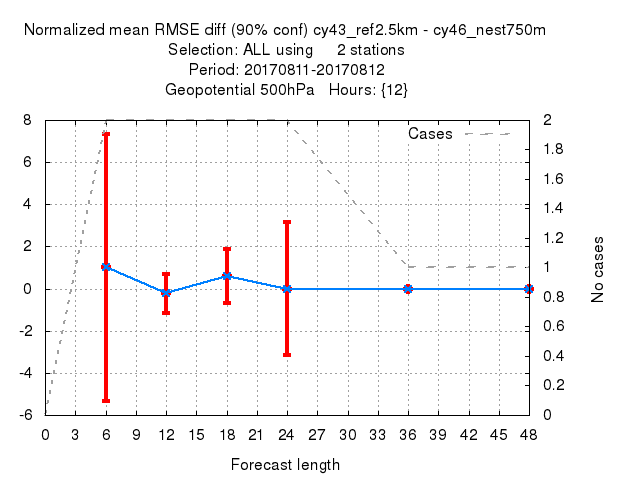 Normalized mean RMSE diff (90% conf) cy43_ref2.5km - cy46_nest750m
Selection: ALL using 2 stations
Period: 20170811-20170812
Geopotential 500hPa Hours: {12}
Cases
8
6
4
2
0
-2
-4
-6
2
1.8
1.6
1.4
1.2
1
0.8
0.6
0.4
0.2
0
No cases
0 3 6 9 12 15 18 21 24 27 30 33 36 39 42 45 48
Forecast length